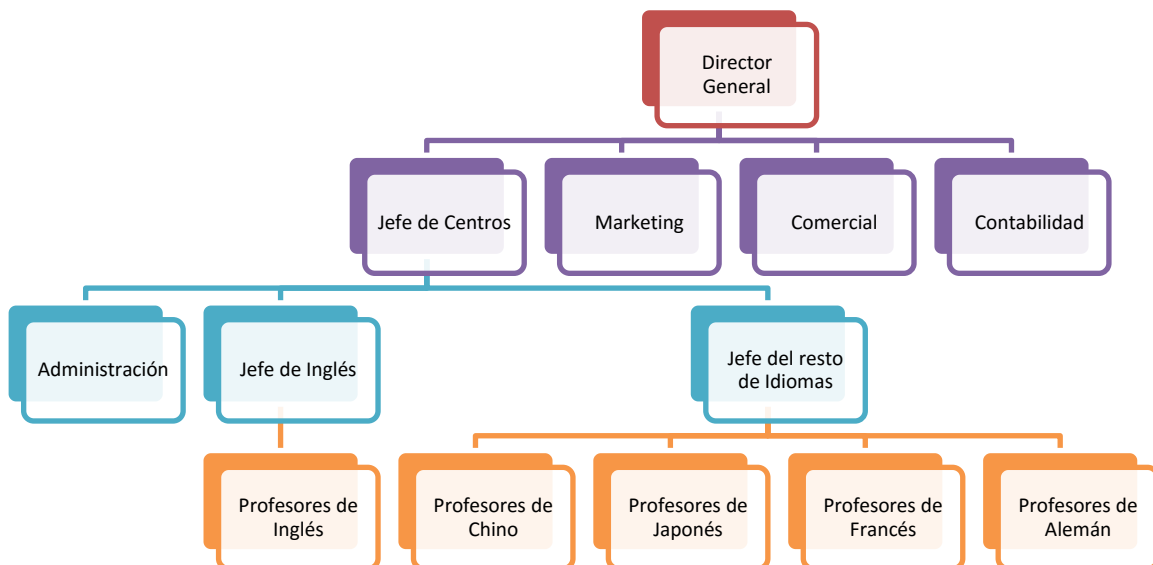 Director
General
Jefe de Centros
Marketing
Comercial
Contabilidad
Administración
Jefe de Inglés
Jefe del resto
de Idiomas
Profesores de
Inglés
Profesores de
Chino
Profesores de
Japonés
Profesores de
Francés
Profesores de
Alemán